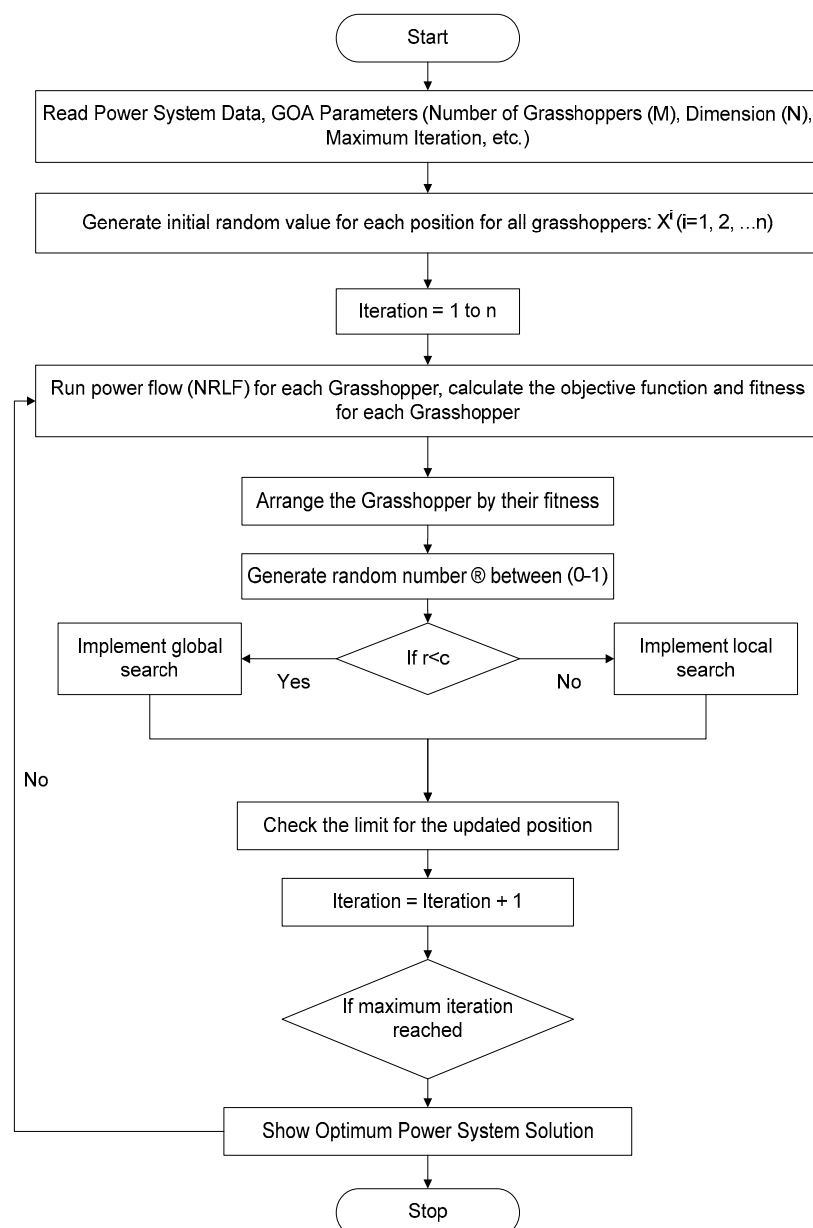 Start
Read Power System Data, GOA Parameters (Number of Grasshoppers (M), Dimension (N),
Maximum Iteration, etc.)
Generate initial random value for each position for all grasshoppers: Xⁱ (i=1, 2, ...n)
Iteration = 1 to n
Run power flow (NRLF) for each Grasshopper, calculate the objective function and fitness
for each Grasshopper
Arrange the Grasshopper by their fitness
Generate random number ® between (0-1)
Implement global
search
If r<c
Implement local
search
Yes
No
No
Check the limit for the updated position
Iteration = Iteration + 1
If maximum iteration
reached
Show Optimum Power System Solution
Stop